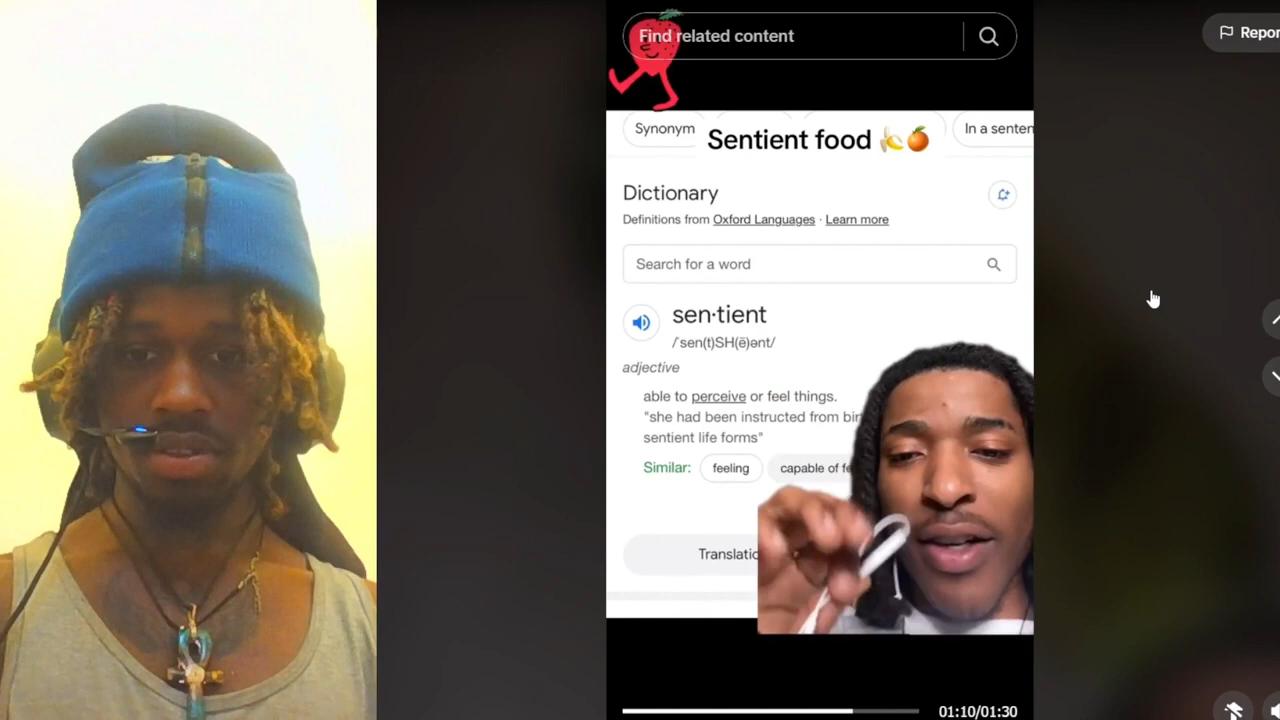 Find related content
Repor
Synonym
Sentient food 🍌🍊
In a senten
Dictionary
Definitions from Oxford Languages · Learn more
Search for a word
sen·tient
/ˈsen(t)SH(ē)ənt/
adjective
able to perceive or feel things.
"she had been instructed from bir
sentient life forms"
Similar: feeling capable of fe
Translatio
01:10/01:30